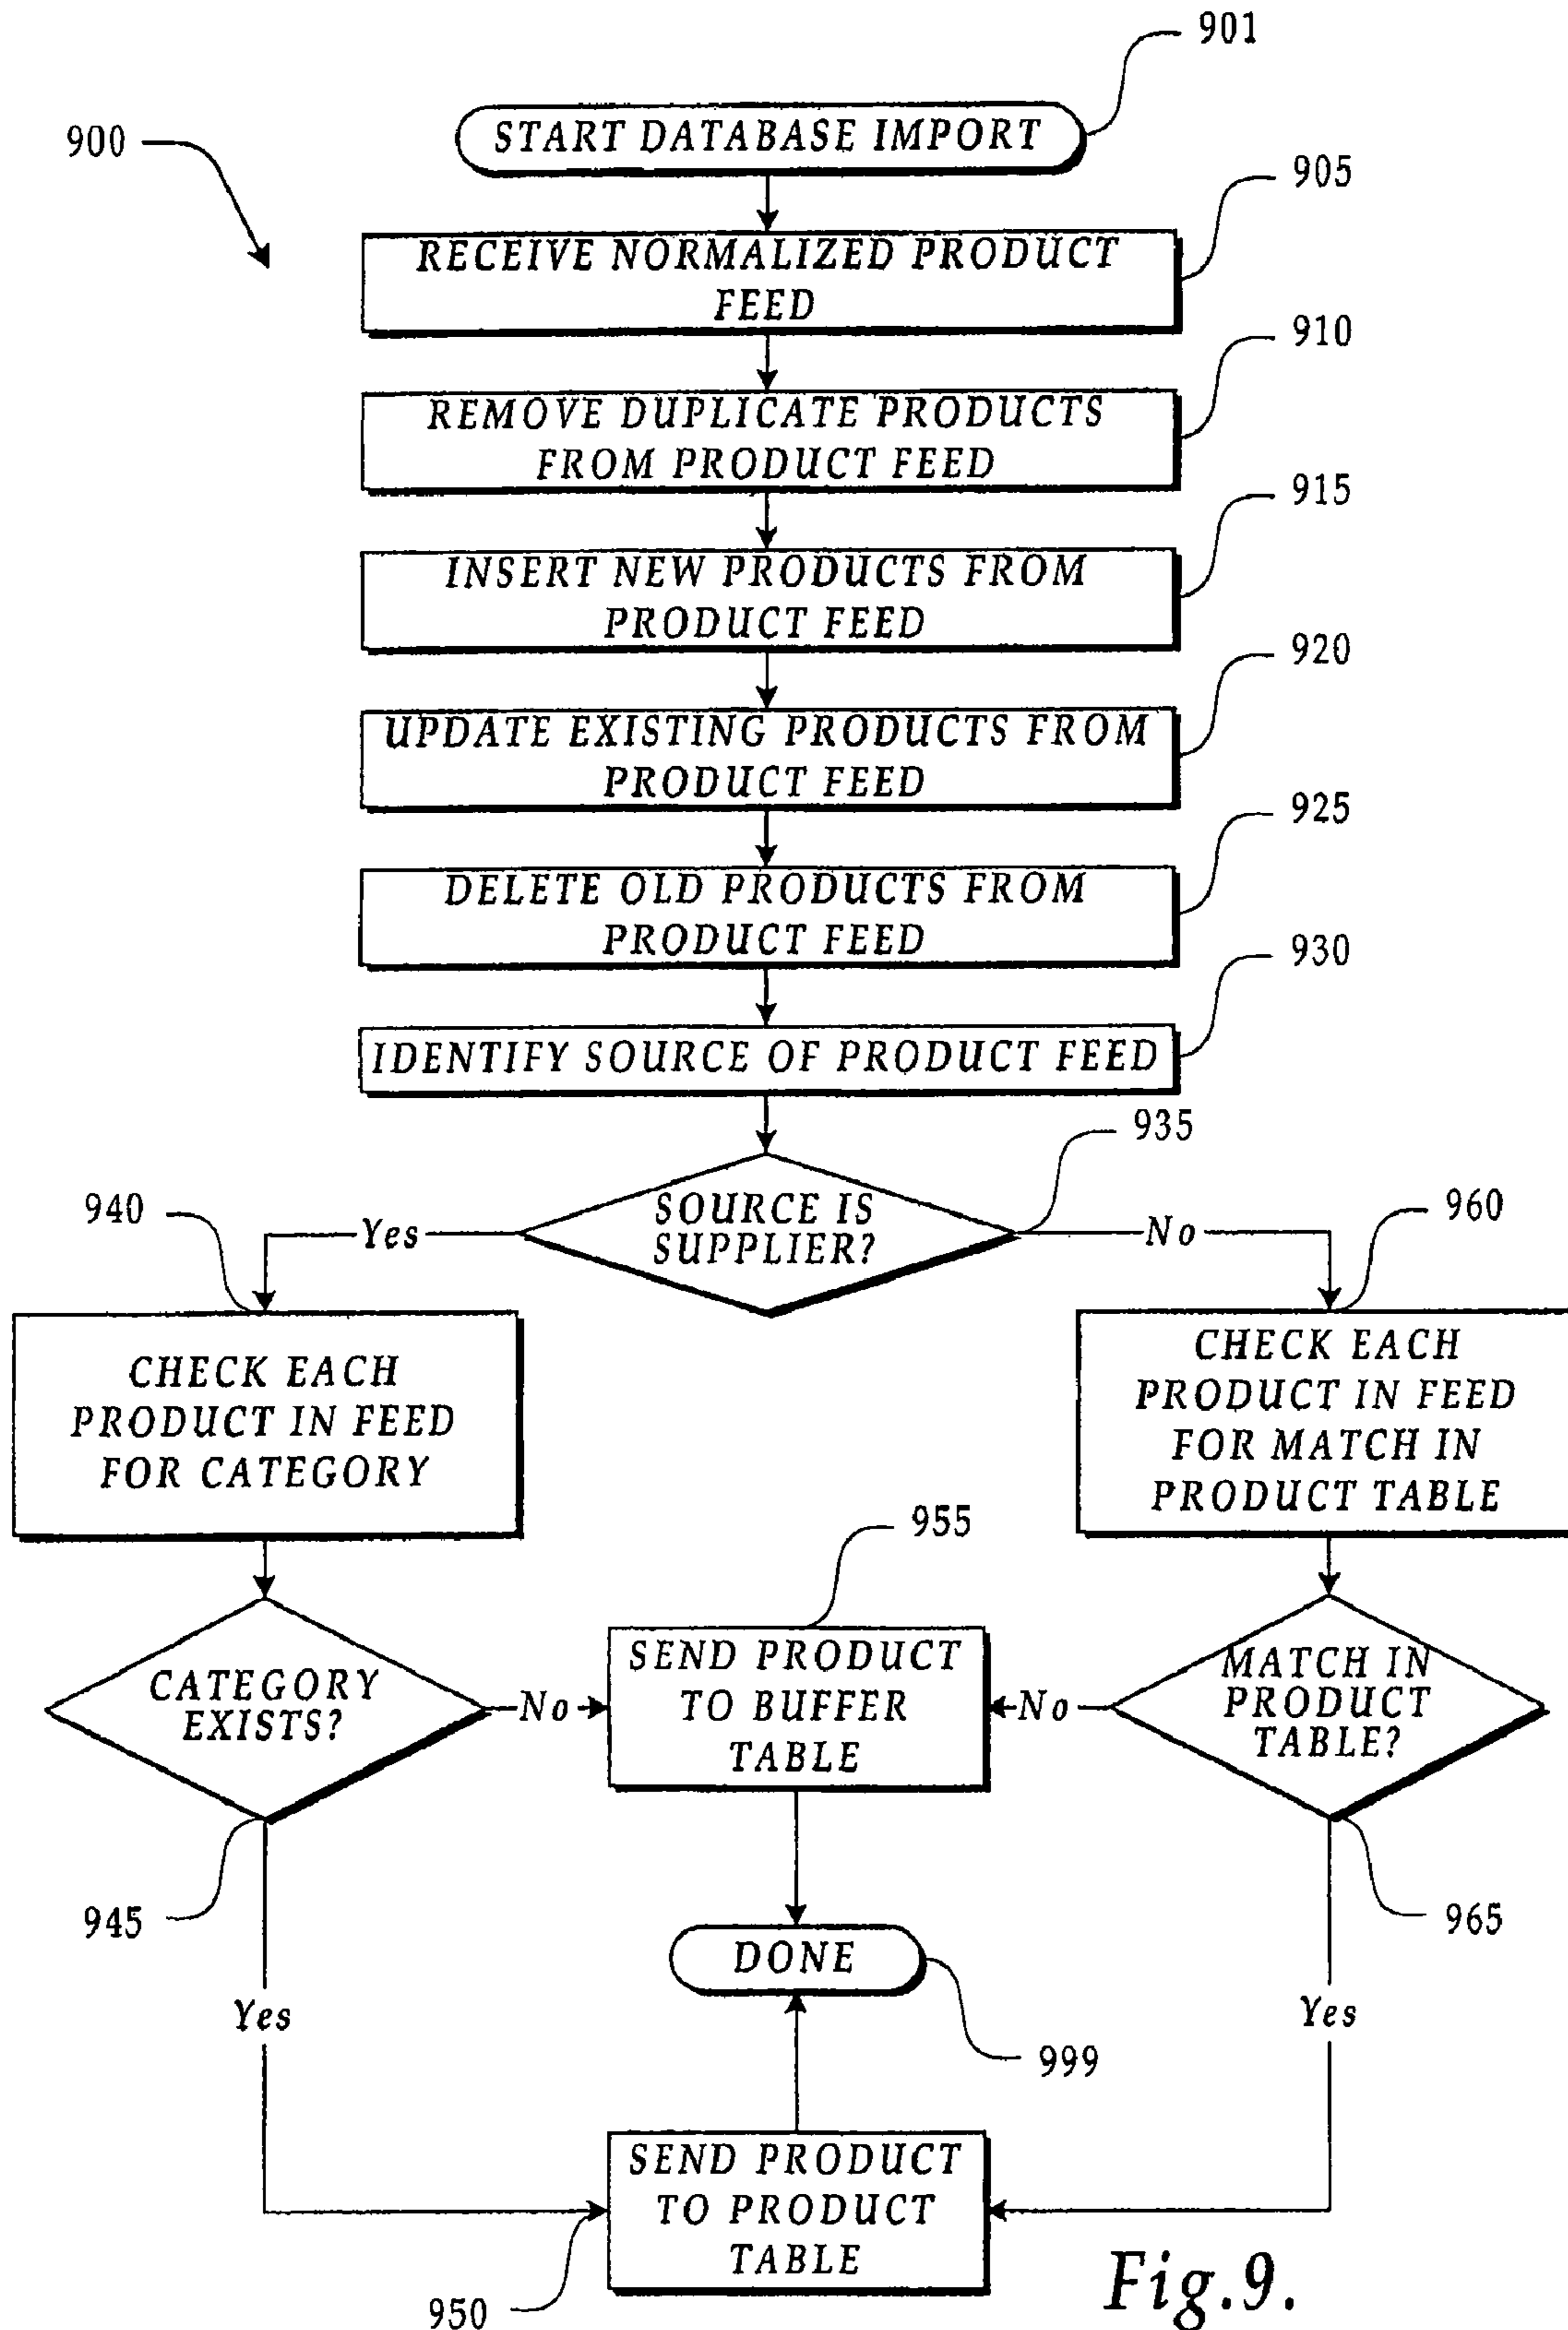 901
900
START DATABASE IMPORT
905
RECEIVE NORMALIZED PRODUCT
FEED
910
REMOVE DUPLICATE PRODUCTS
FROM PRODUCT FEED
915
INSERT NEW PRODUCTS FROM
PRODUCT FEED
920
UPDATE EXISTING PRODUCTS FROM
PRODUCT FEED
925
DELETE OLD PRODUCTS FROM
PRODUCT FEED
930
IDENTIFY SOURCE OF PRODUCT FEED
935
SOURCE IS
SUPPLIER?
940
Yes
No
960
CHECK EACH
PRODUCT IN FEED
FOR CATEGORY
CHECK EACH
PRODUCT IN FEED
FOR MATCH IN
PRODUCT TABLE
955
CATEGORY
EXISTS?
No
SEND PRODUCT
TO BUFFER
TABLE
No
MATCH IN
PRODUCT
TABLE?
945
965
DONE
999
Yes
Yes
SEND PRODUCT
TO PRODUCT
TABLE
950
Fig.9.